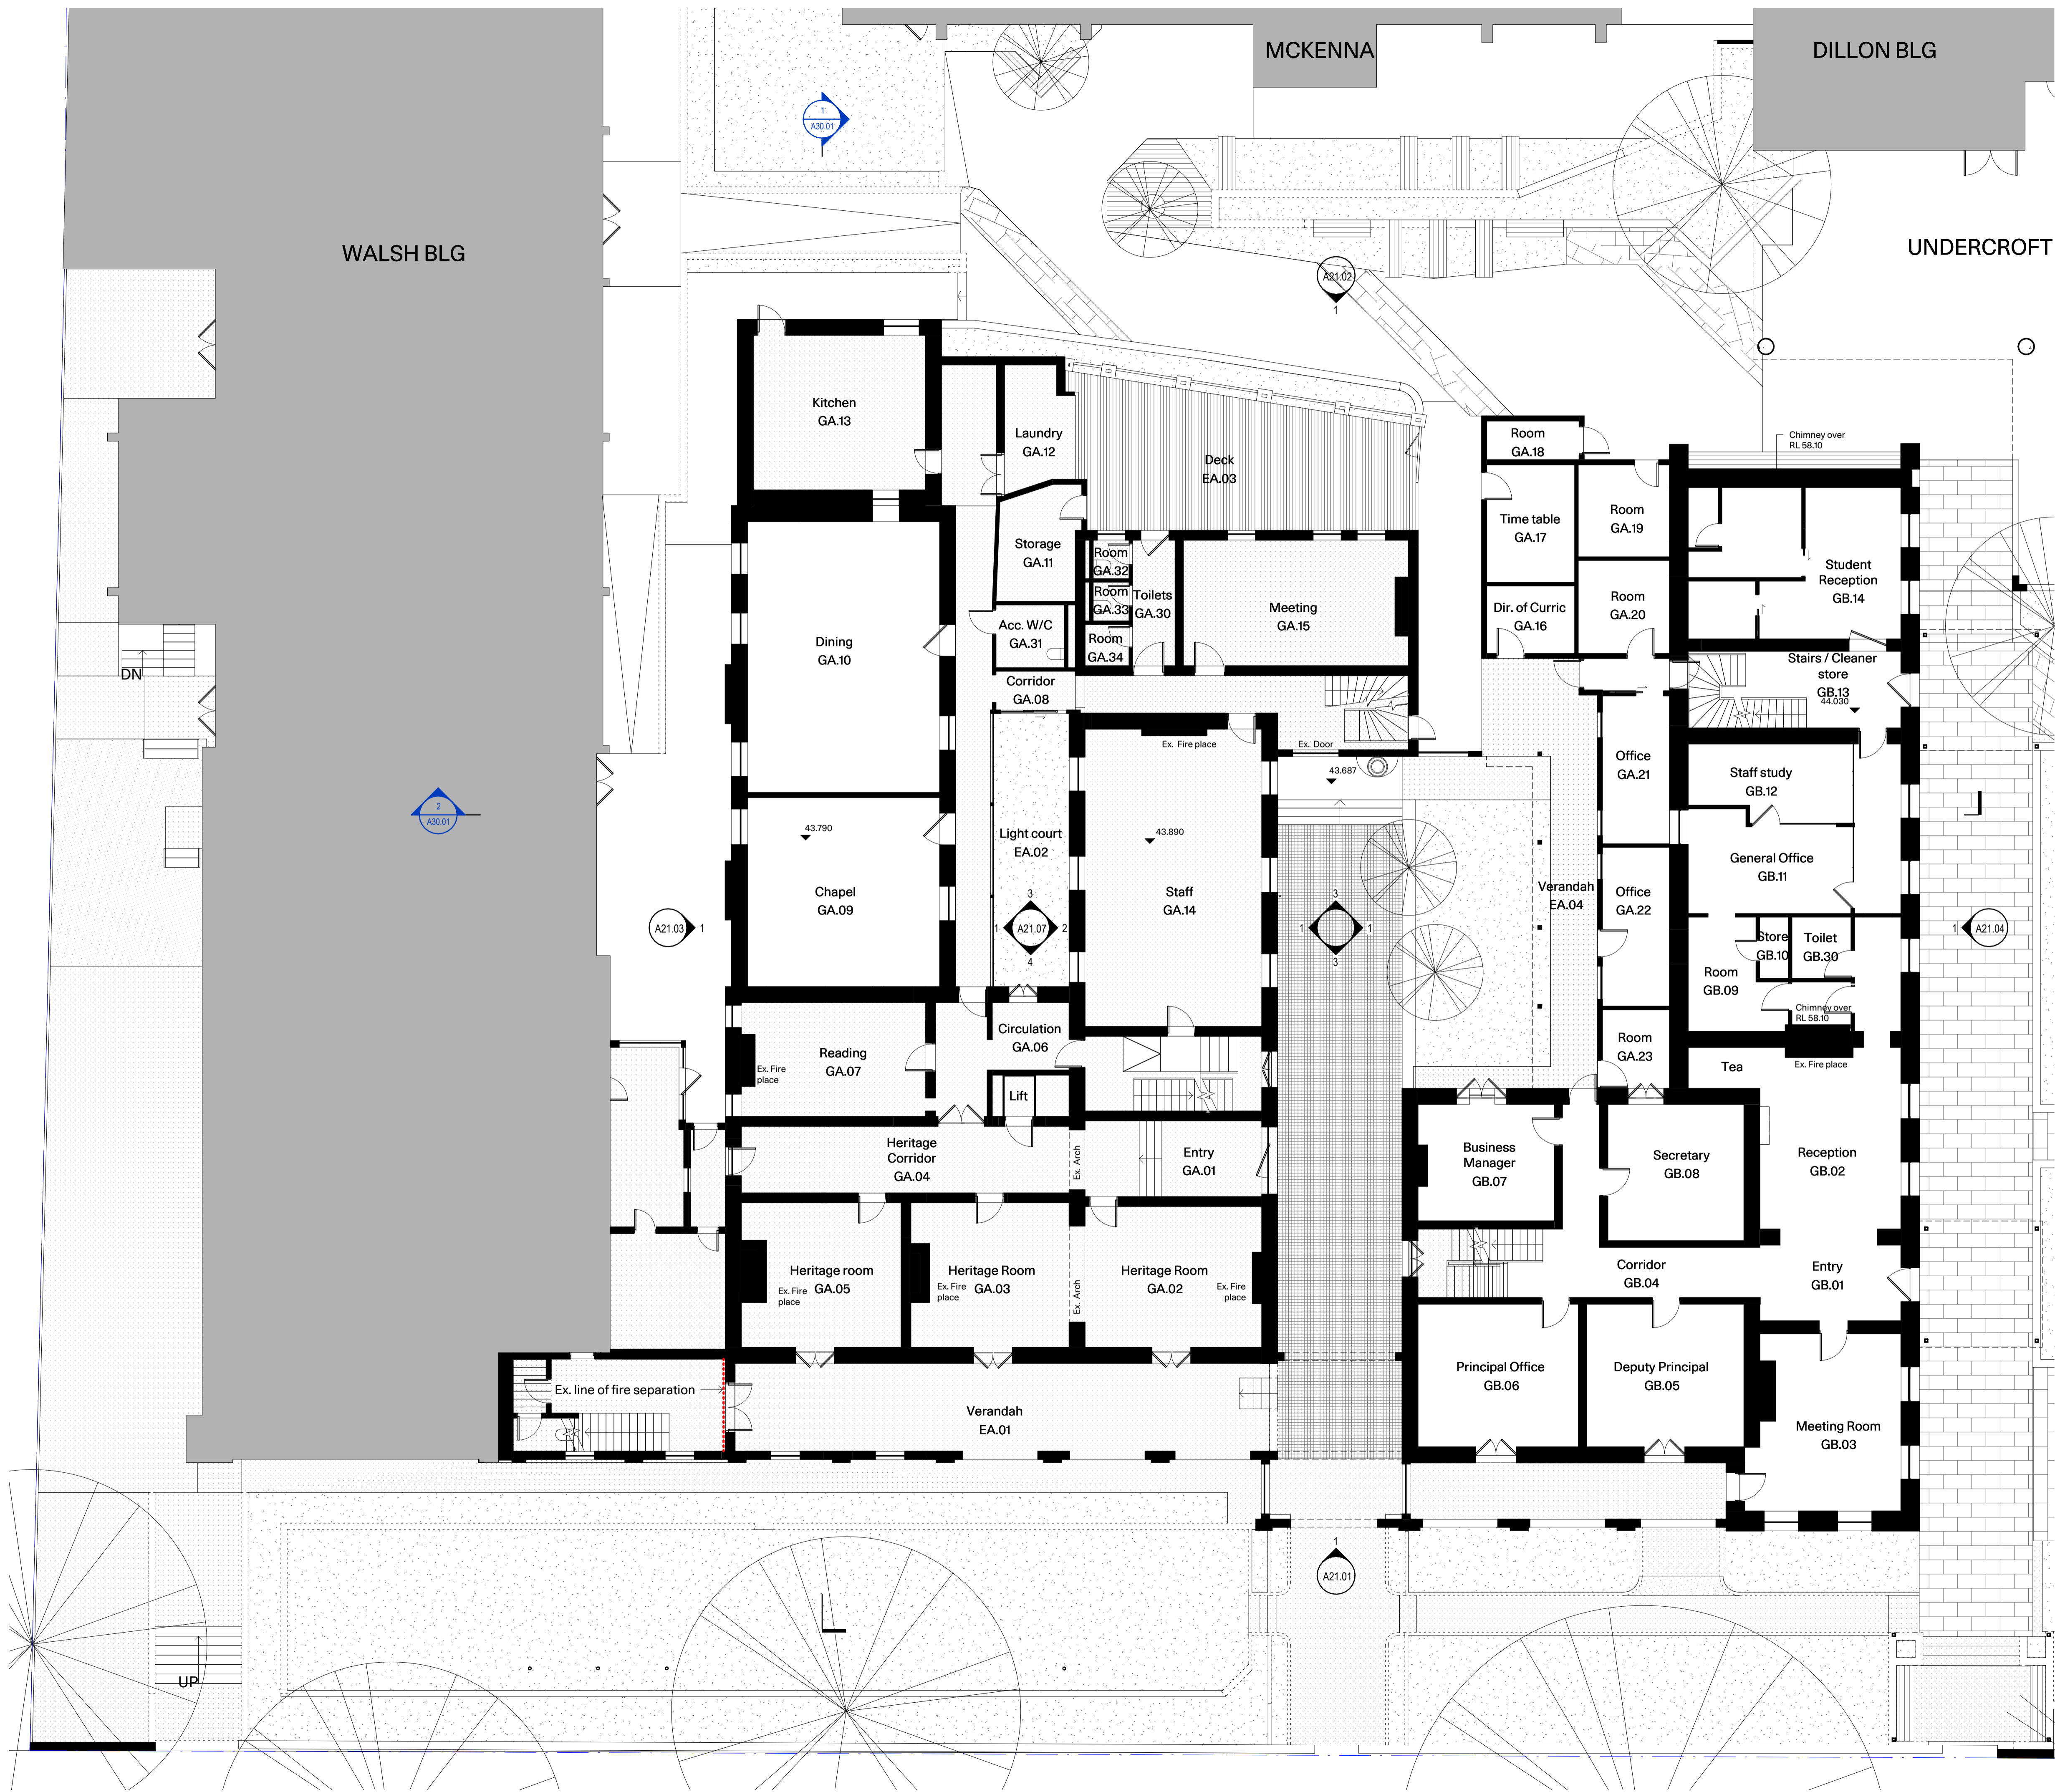 MCKENNA
DILLON BLG
1
A30.01
WALSH BLG
UNDERCROFT
A21.02
1
Kitchen
GA.13
Laundry
GA.12
Deck
EA.03
Room
GA.18
Chimney over
RL 58.10
Time table
GA.17
Room
GA.19
Storage
GA.11
Room
GA.32
Room
GA.33
Toilets
GA.30
Room
GA.34
Meeting
GA.15
Dir. of Curric
GA.16
Room
GA.20
Student
Reception
GB.14
Acc. W/C
GA.31
Dining
GA.10
DN
Corridor
GA.08
Stairs / Cleaner
store
GB.13
44.030
Ex. Fire place
Ex. Door
43.687
Office
GA.21
Staff study
GB.12
2
A30.01
43.790
Light court
EA.02
43.890
General Office
GB.11
Chapel
GA.09
Staff
GA.14
Verandah
EA.04
Office
GA.22
A21.03
1
3
1
A21.07
2
4
3
1
1
3
Store
GB.10
Toilet
GB.30
1
A21.04
Room
GB.09
Chimney over
RL 58.10
Circulation
GA.06
Reading
GA.07
Ex. Fire
place
Room
GA.23
Tea
Ex. Fire place
Lift
Heritage
Corridor
GA.04
Ex. Arch
Entry
GA.01
Business
Manager
GB.07
Secretary
GB.08
Reception
GB.02
Heritage room
GA.05
Ex. Fire
place
Heritage Room
GA.03
Ex. Fire
place
Ex. Arch
Heritage Room
GA.02
Ex. Fire
place
Corridor
GB.04
Entry
GB.01
Principal Office
GB.06
Deputy Principal
GB.05
Ex. line of fire separation
Verandah
EA.01
Meeting Room
GB.03
1
A21.01
UP